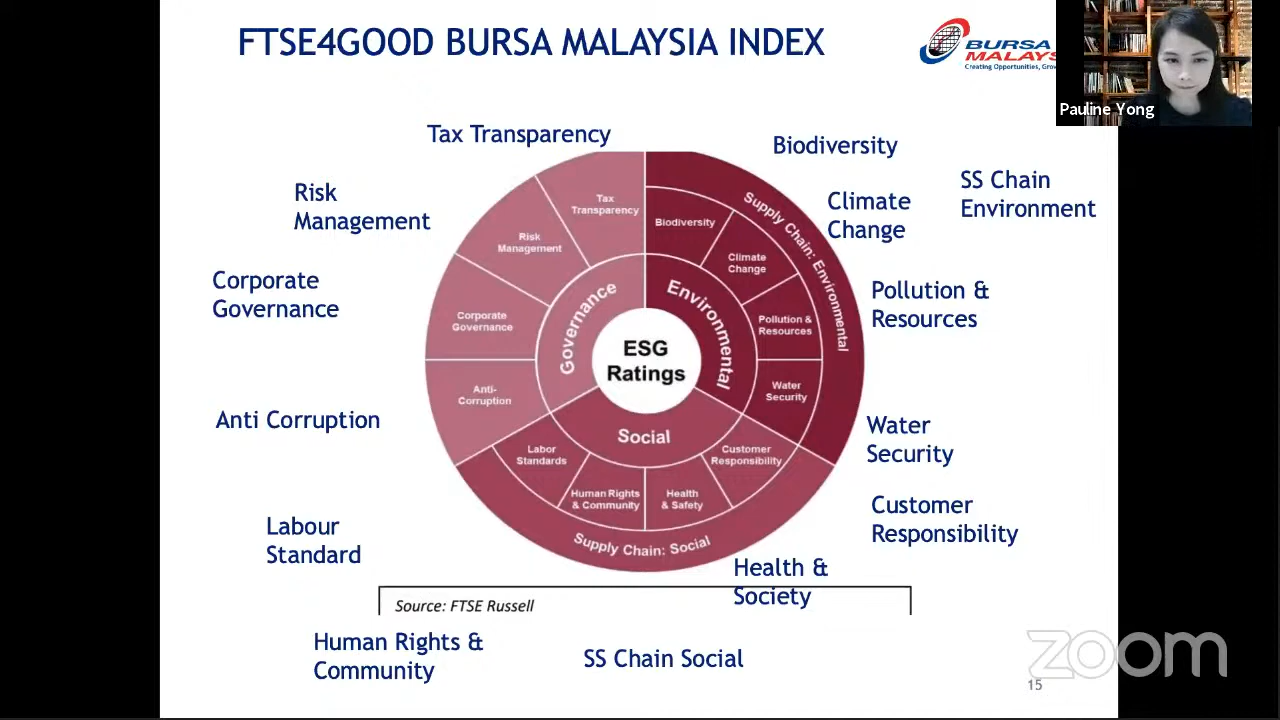 FTSE4GOOD BURSA MALAYSIA INDEX
BURSA
MALAYS
Creating Opportunities, Grow
Pauline Yong
Tax Transparency
Biodiversity
Risk
Management
Climate
Change
SS Chain
Environment
Corporate
Governance
Pollution &
Resources
Anti Corruption
Water
Security
Labour
Standard
Customer
Responsibility
Health &
Society
Human Rights &
Community
SS Chain Social
ESG
Ratings
Governance
Environmental
Social
Tax
Transparency
Risk
Management
Corporate
Governance
Anti-
Corruption
Biodiversity
Climate
Change
Pollution &
Resources
Water
Security
Supply Chain: Environmental
Labor
Standards
Human Rights
& Community
Health
& Safety
Customer
Responsibility
Supply Chain: Social
Source: FTSE Russell
zoom
15